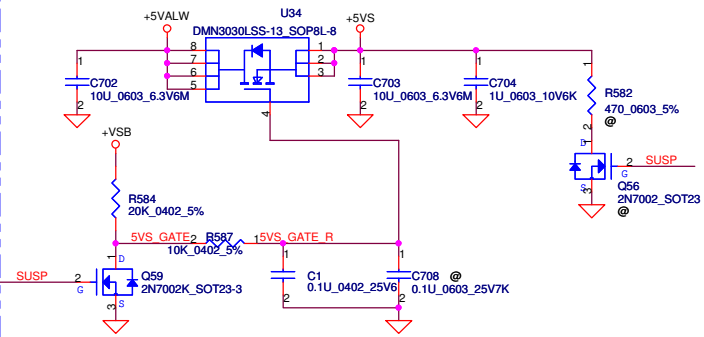 U34
+5VALW
+5VS
DMN3030LSS-13_SOP8L-8
8
7
6
5
1
2
3
4
1
C702
10U_0603_6.3V6M
2
1
C703
10U_0603_6.3V6M
2
1
C704
1U_0603_10V6K
2
1
R582
470_0603_5%
@
2
+VSB
R584
20K_0402_5%
1
D
2
SUSP
G
S
3
Q56
2N7002_SOT23
@
5VS_GATE
2
R587
1
5VS_GATE_R
10K_0402_5%
1
D
SUSP
2
G
S
3
Q59
2N7002K_SOT23-3
1
C1
0.1U_0402_25V6
2
1
C708
@
0.1U_0603_25V7K
2